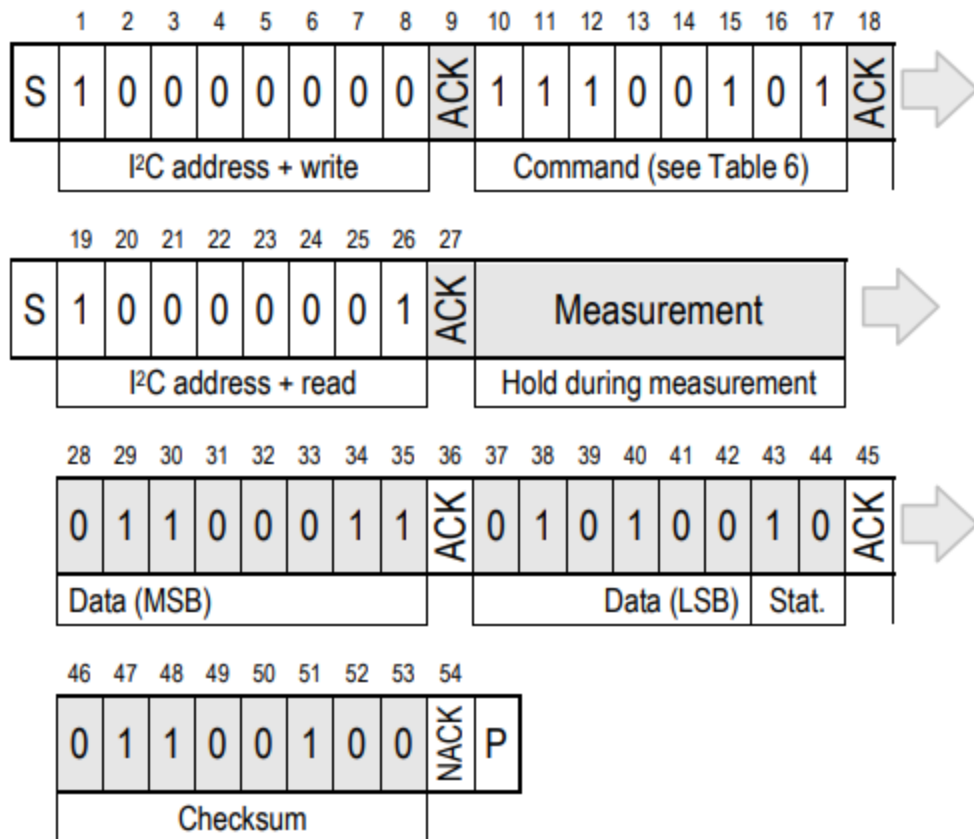 1 2 3 4 5 6 7 8 9 10 11 12 13 14 15 16 17 18
S 1 0 0 0 0 0 0 0 ACK 1 1 1 0 0 1 0 1 ACK
I²C address + write Command (see Table 6)
19 20 21 22 23 24 25 26 27
S 1 0 0 0 0 0 0 1 ACK Measurement
I²C address + read Hold during measurement
28 29 30 31 32 33 34 35 36 37 38 39 40 41 42 43 44 45
0 1 1 0 0 0 1 1 ACK 0 1 0 1 0 0 1 0 ACK
Data (MSB) Data (LSB) Stat.
46 47 48 49 50 51 52 53 54
0 1 1 0 0 1 0 0 NACK P
Checksum